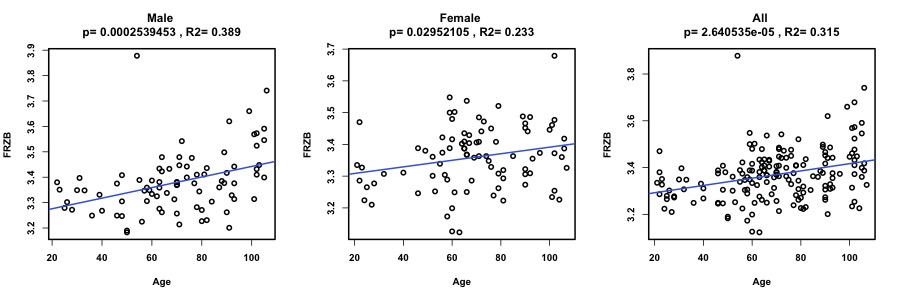 Male
p= 0.0002539453 , R2= 0.389
FRZB
3.9
3.8
3.7
3.6
3.5
3.4
3.3
3.2
20 40 60 80 100
Age
Female
p= 0.02952105 , R2= 0.233
FRZB
3.7
3.6
3.5
3.4
3.3
3.2
20 40 60 80 100
Age
All
p= 2.640535e-05 , R2= 0.315
FRZB
3.8
3.6
3.4
3.2
20 40 60 80 100
Age